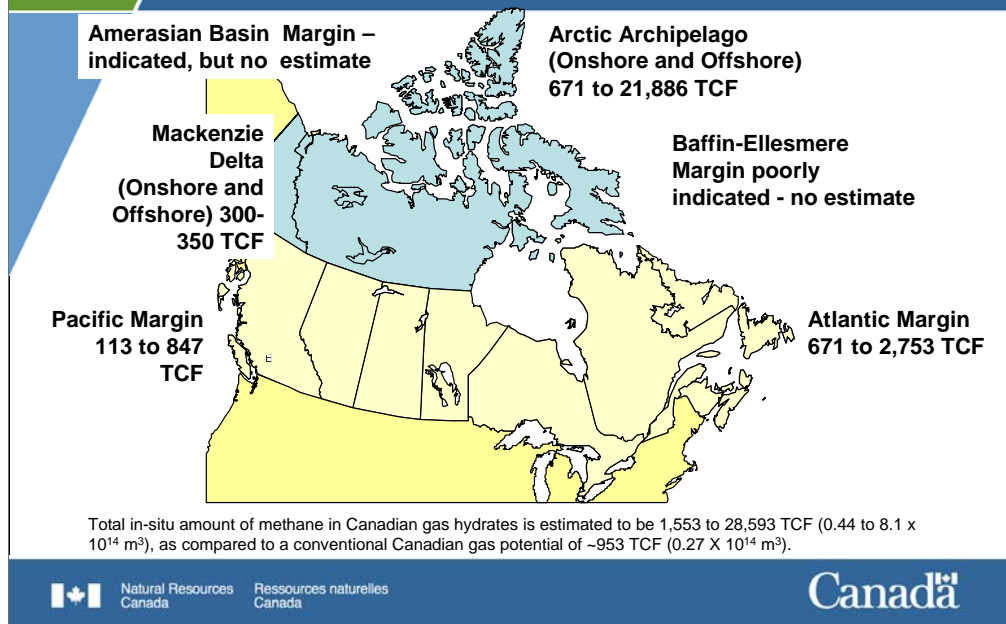 Amerasian Basin Margin –
indicated, but no estimate
Arctic Archipelago
(Onshore and Offshore)
671 to 21,886 TCF
Mackenzie
Delta
(Onshore and
Offshore) 300-
350 TCF
Baffin-Ellesmere
Margin poorly
indicated - no estimate
Pacific Margin
113 to 847
TCF
E
Atlantic Margin
671 to 2,753 TCF
Total in-situ amount of methane in Canadian gas hydrates is estimated to be 1,553 to 28,593 TCF (0.44 to 8.1 x
10¹⁴ m³), as compared to a conventional Canadian gas potential of ~953 TCF (0.27 X 10¹⁴ m³).
Natural Resources
Canada
Ressources naturelles
Canada
Canada